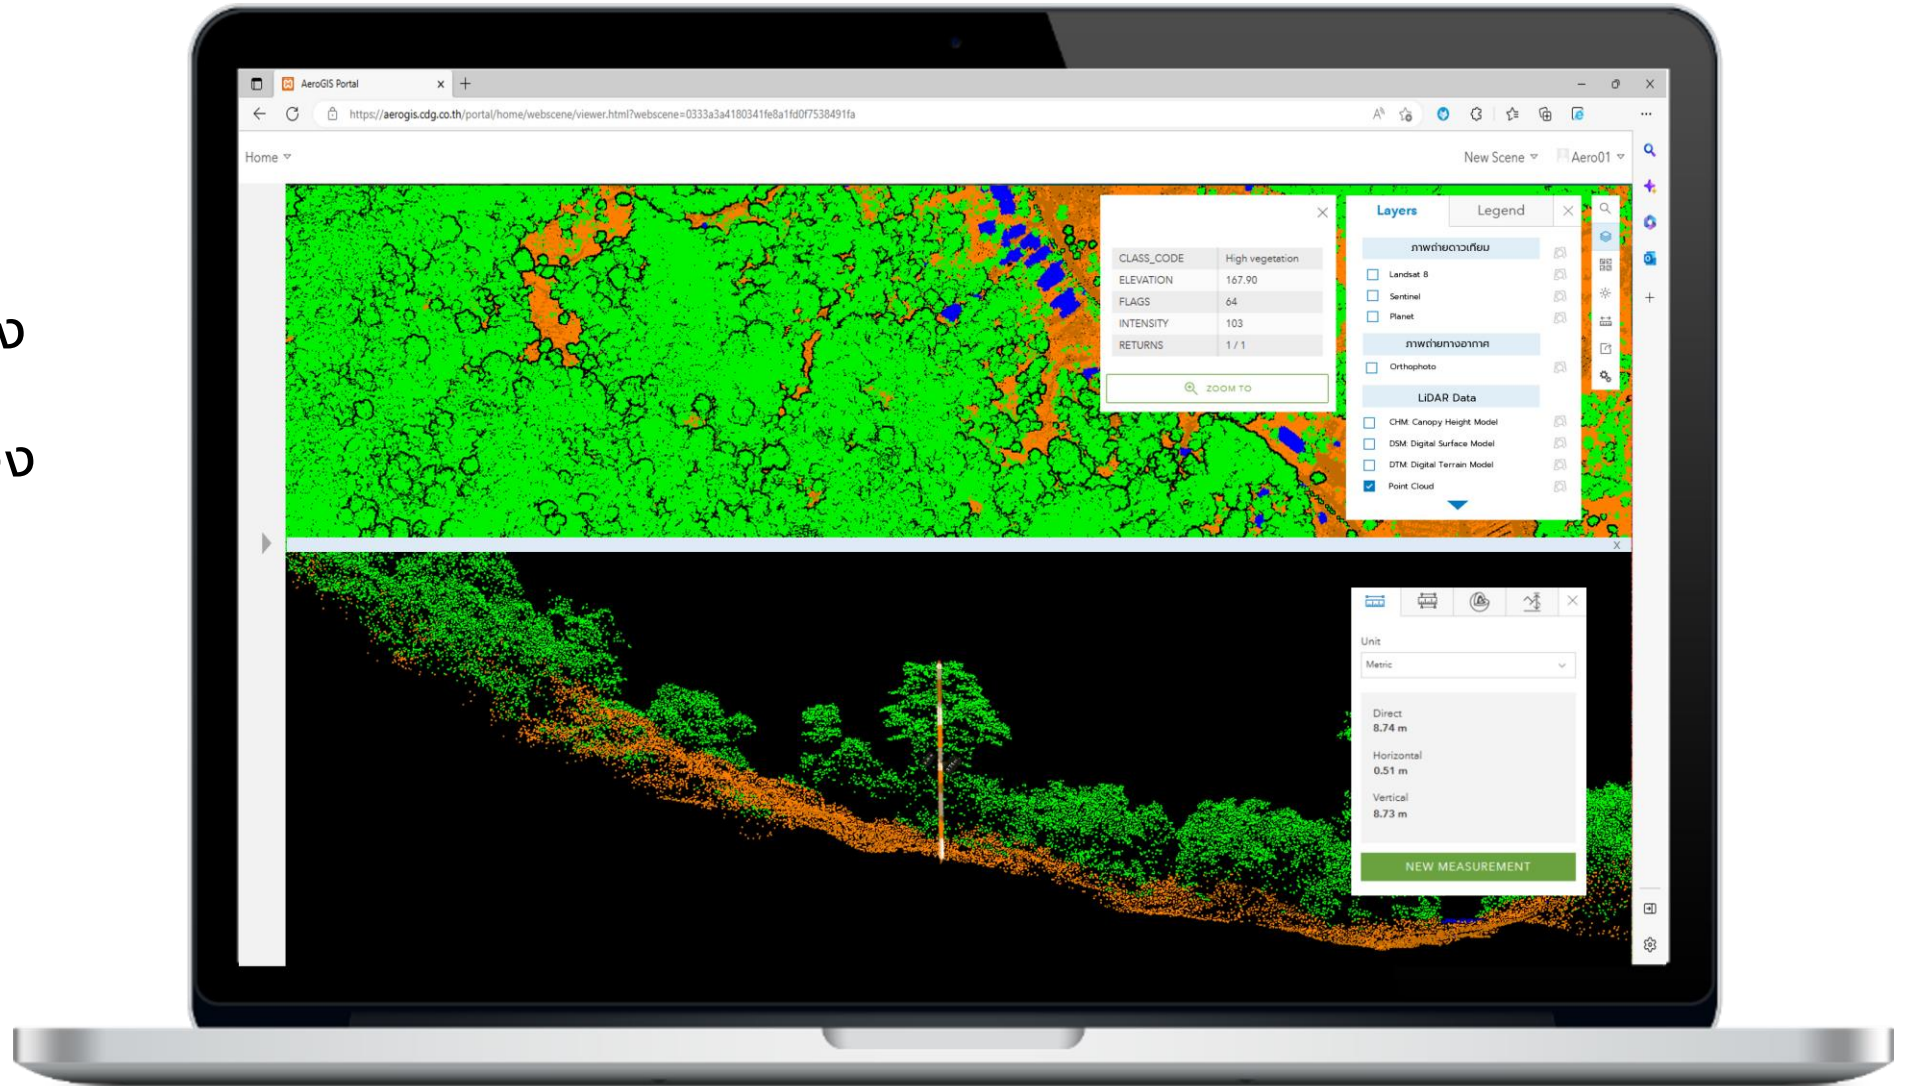 AeroGIS Portal
https://aerogis.cdg.co.th/portal/home/webscene/viewer.html?webscene=0333a3a4180341fe8a1fd0f7538491fa
Home
New Scene
Aero01
CLASS_CODE High vegetation
ELEVATION 167.90
FLAGS 64
INTENSITY 103
RETURNS 1 / 1
ZOOM TO
Layers Legend
ภาพถ่ายดาวเทียม
Landsat 8
Sentinel
Planet
ภาพถ่ายทางอากาศ
Orthophoto
LiDAR Data
CHM: Canopy Height Model
DSM: Digital Surface Model
DTM: Digital Terrain Model
Point Cloud
Unit
Metric
Direct
8.74 m
Horizontal
0.51 m
Vertical
8.73 m
NEW MEASUREMENT